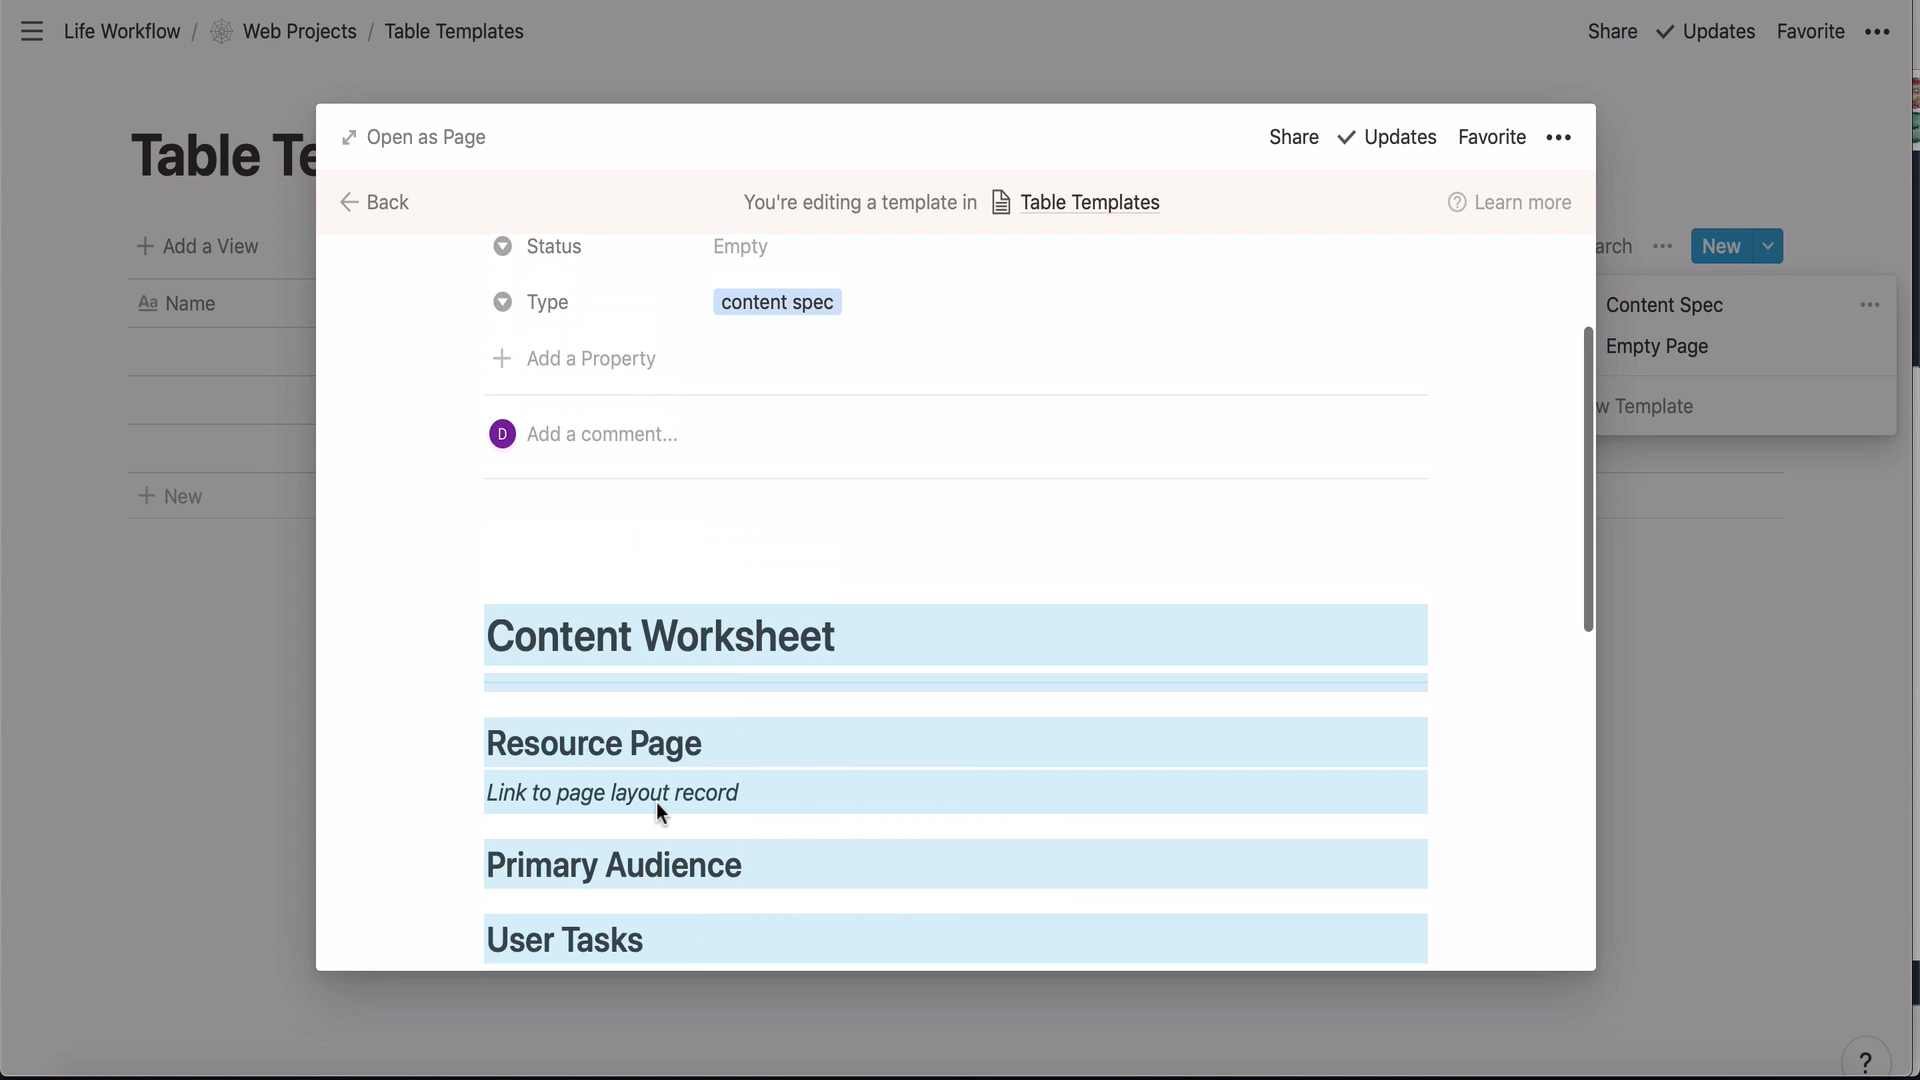 Life Workflow / Web Projects / Table Templates
Share Updates Favorite •••
Table Te
Open as Page
Share Updates Favorite •••
Back
You're editing a template in Table Templates
Learn more
Add a View
arch ••• New
Status Empty
Aa Name
Type content spec
Content Spec •••
Empty Page
Add a Property
w Template
D Add a comment...
New
Content Worksheet
Resource Page
Link to page layout record
Primary Audience
User Tasks
?